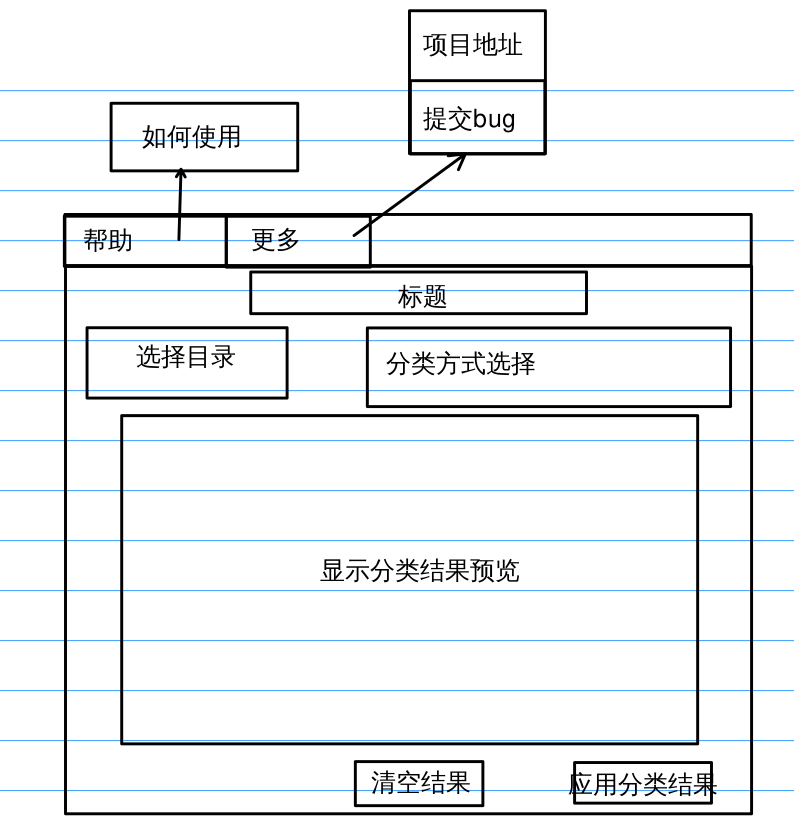 项目地址
提交bug
如何使用
帮助
更多
标题
选择目录
分类方式选择
显示分类结果预览
清空结果
应用分类结果